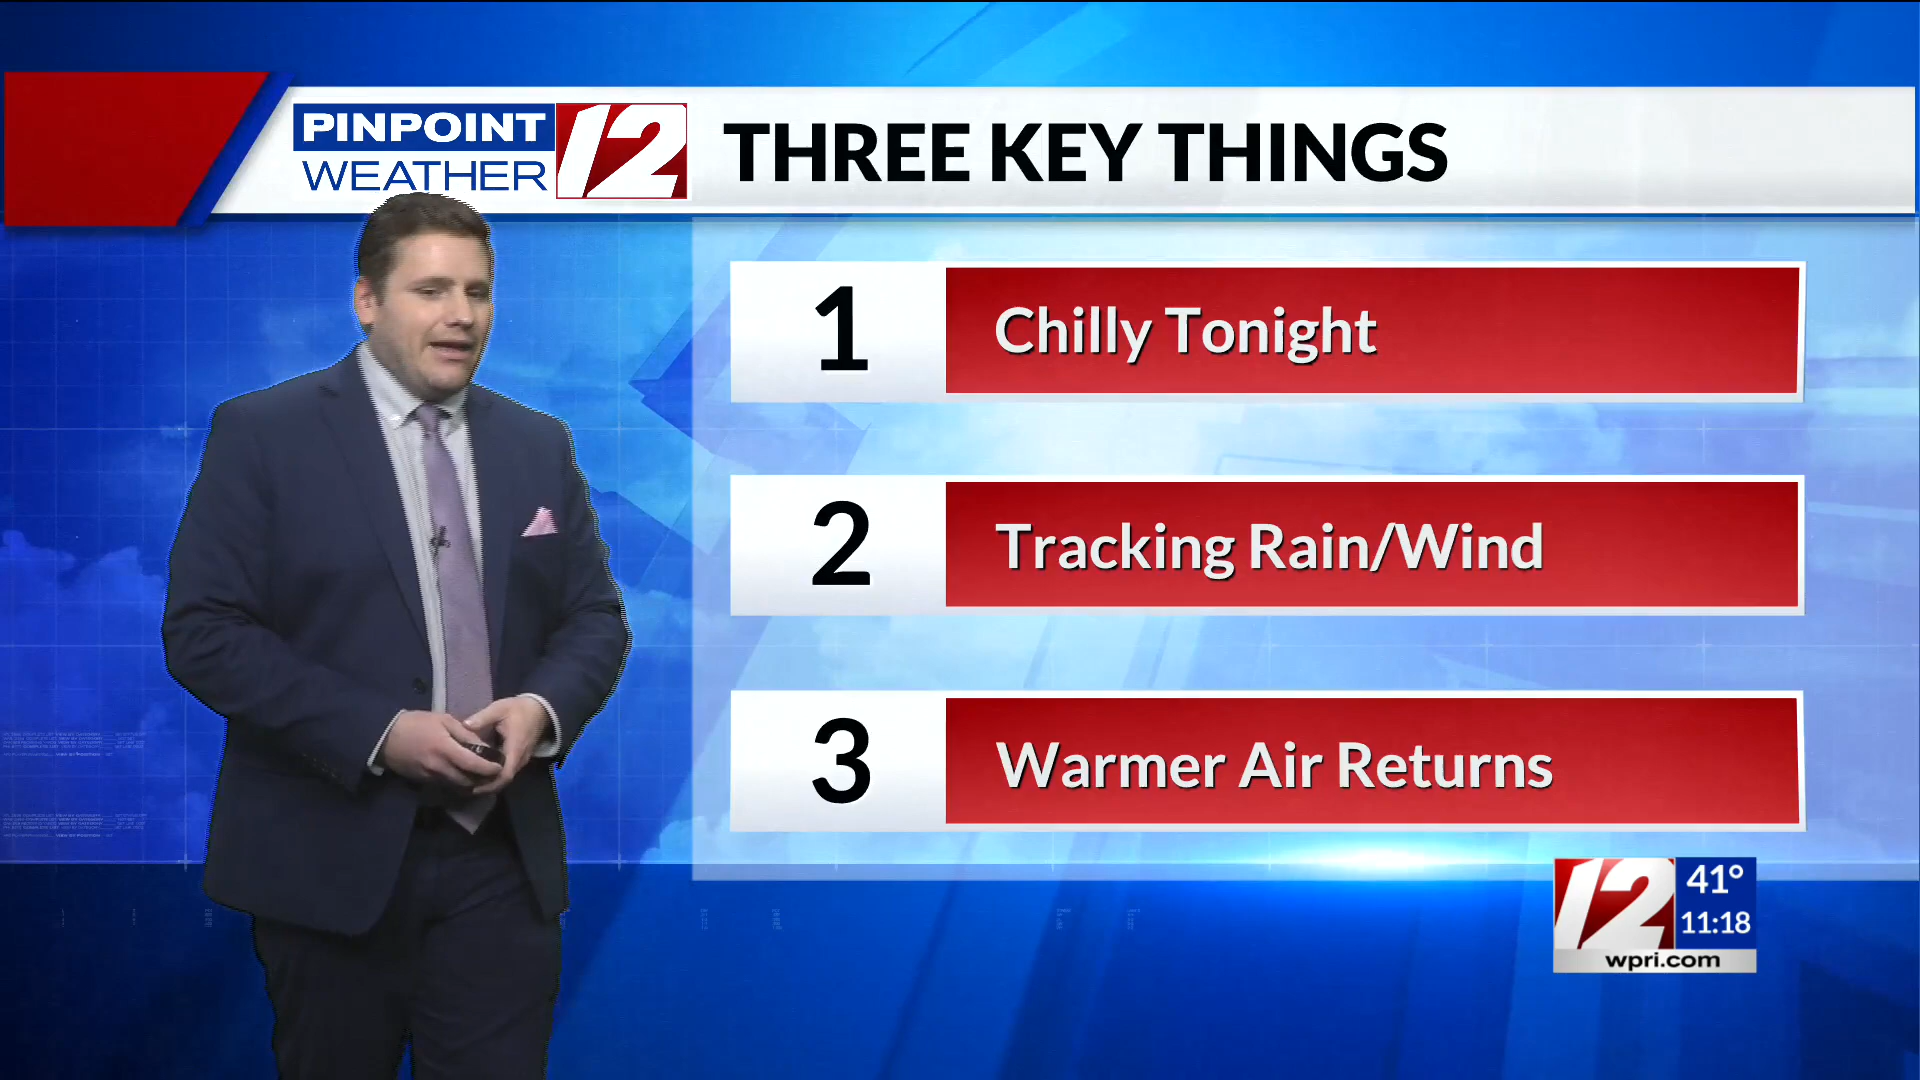 PINPOINT
WEATHER
12
THREE KEY THINGS
1 Chilly Tonight
2 Tracking Rain/Wind
3 Warmer Air Returns
12
41°
11:18
wpri.com